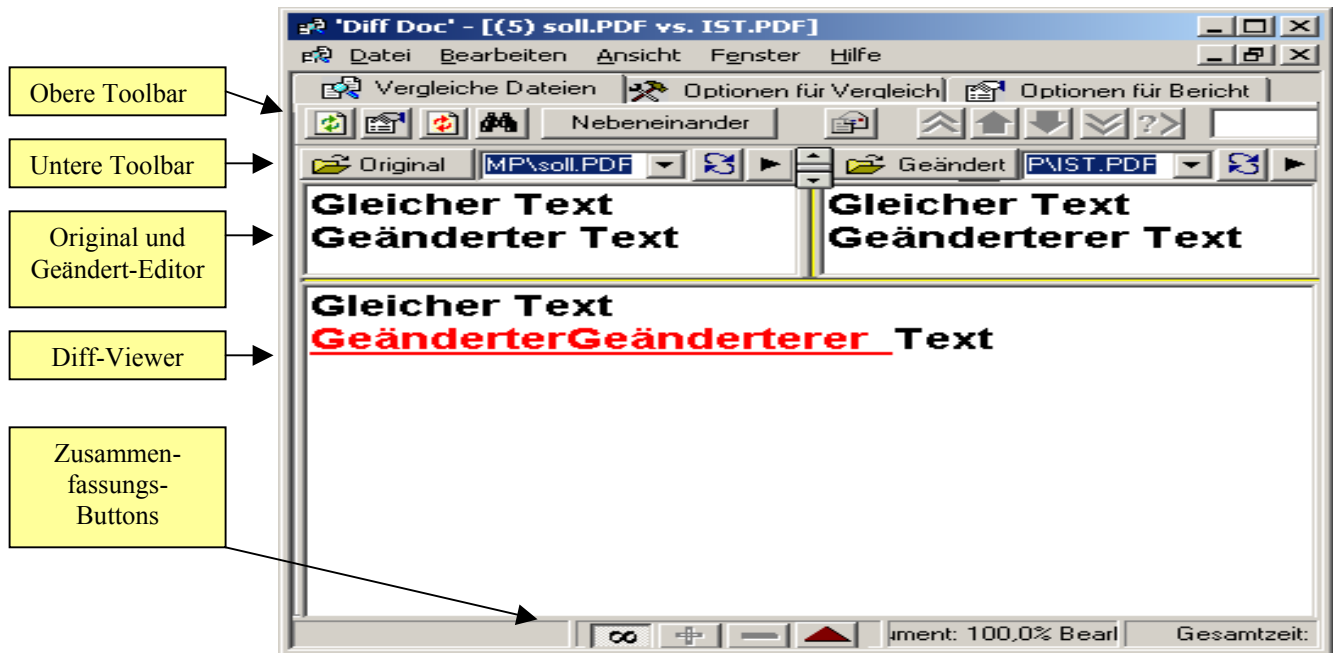 'Diff Doc' - [(5) soll.PDF vs. IST.PDF]
Datei Bearbeiten Ansicht Fenster Hilfe
Vergleiche Dateien Optionen für Vergleich Optionen für Bericht
Obere Toolbar
Nebeneinander
?>
Untere Toolbar
Original MP\soll.PDF Geändert P\IST.PDF
Original und
Geändert-Editor
Gleicher Text
Geänderter Text
Gleicher Text
Geänderterer Text
Diff-Viewer
Gleicher Text
GeänderterGeänderterer Text
Zusammen-
fassungs-
Buttons
ument: 100,0% Bearl Gesamtzeit: